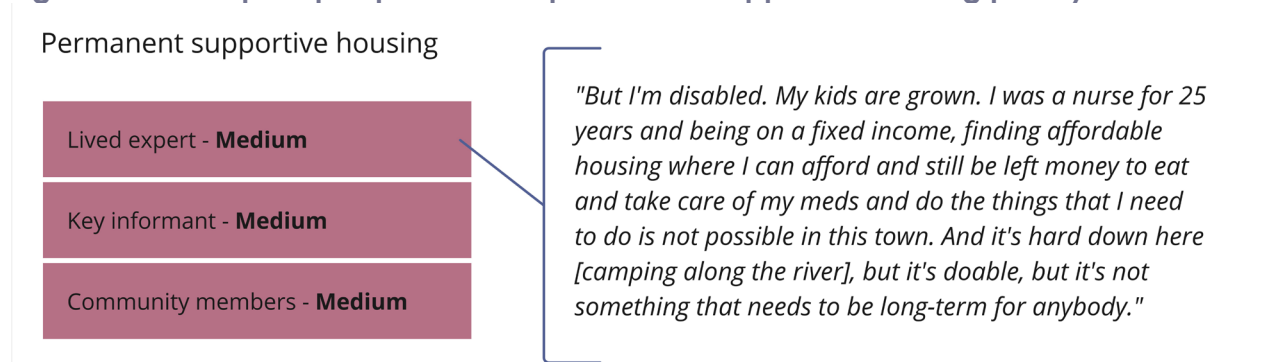 Permanent supportive housing
Lived expert - Medium
Key informant - Medium
Community members - Medium
"But I'm disabled. My kids are grown. I was a nurse for 25
years and being on a fixed income, finding affordable
housing where I can afford and still be left money to eat
and take care of my meds and do the things that I need
to do is not possible in this town. And it's hard down here
[camping along the river], but it's doable, but it's not
something that needs to be long-term for anybody."